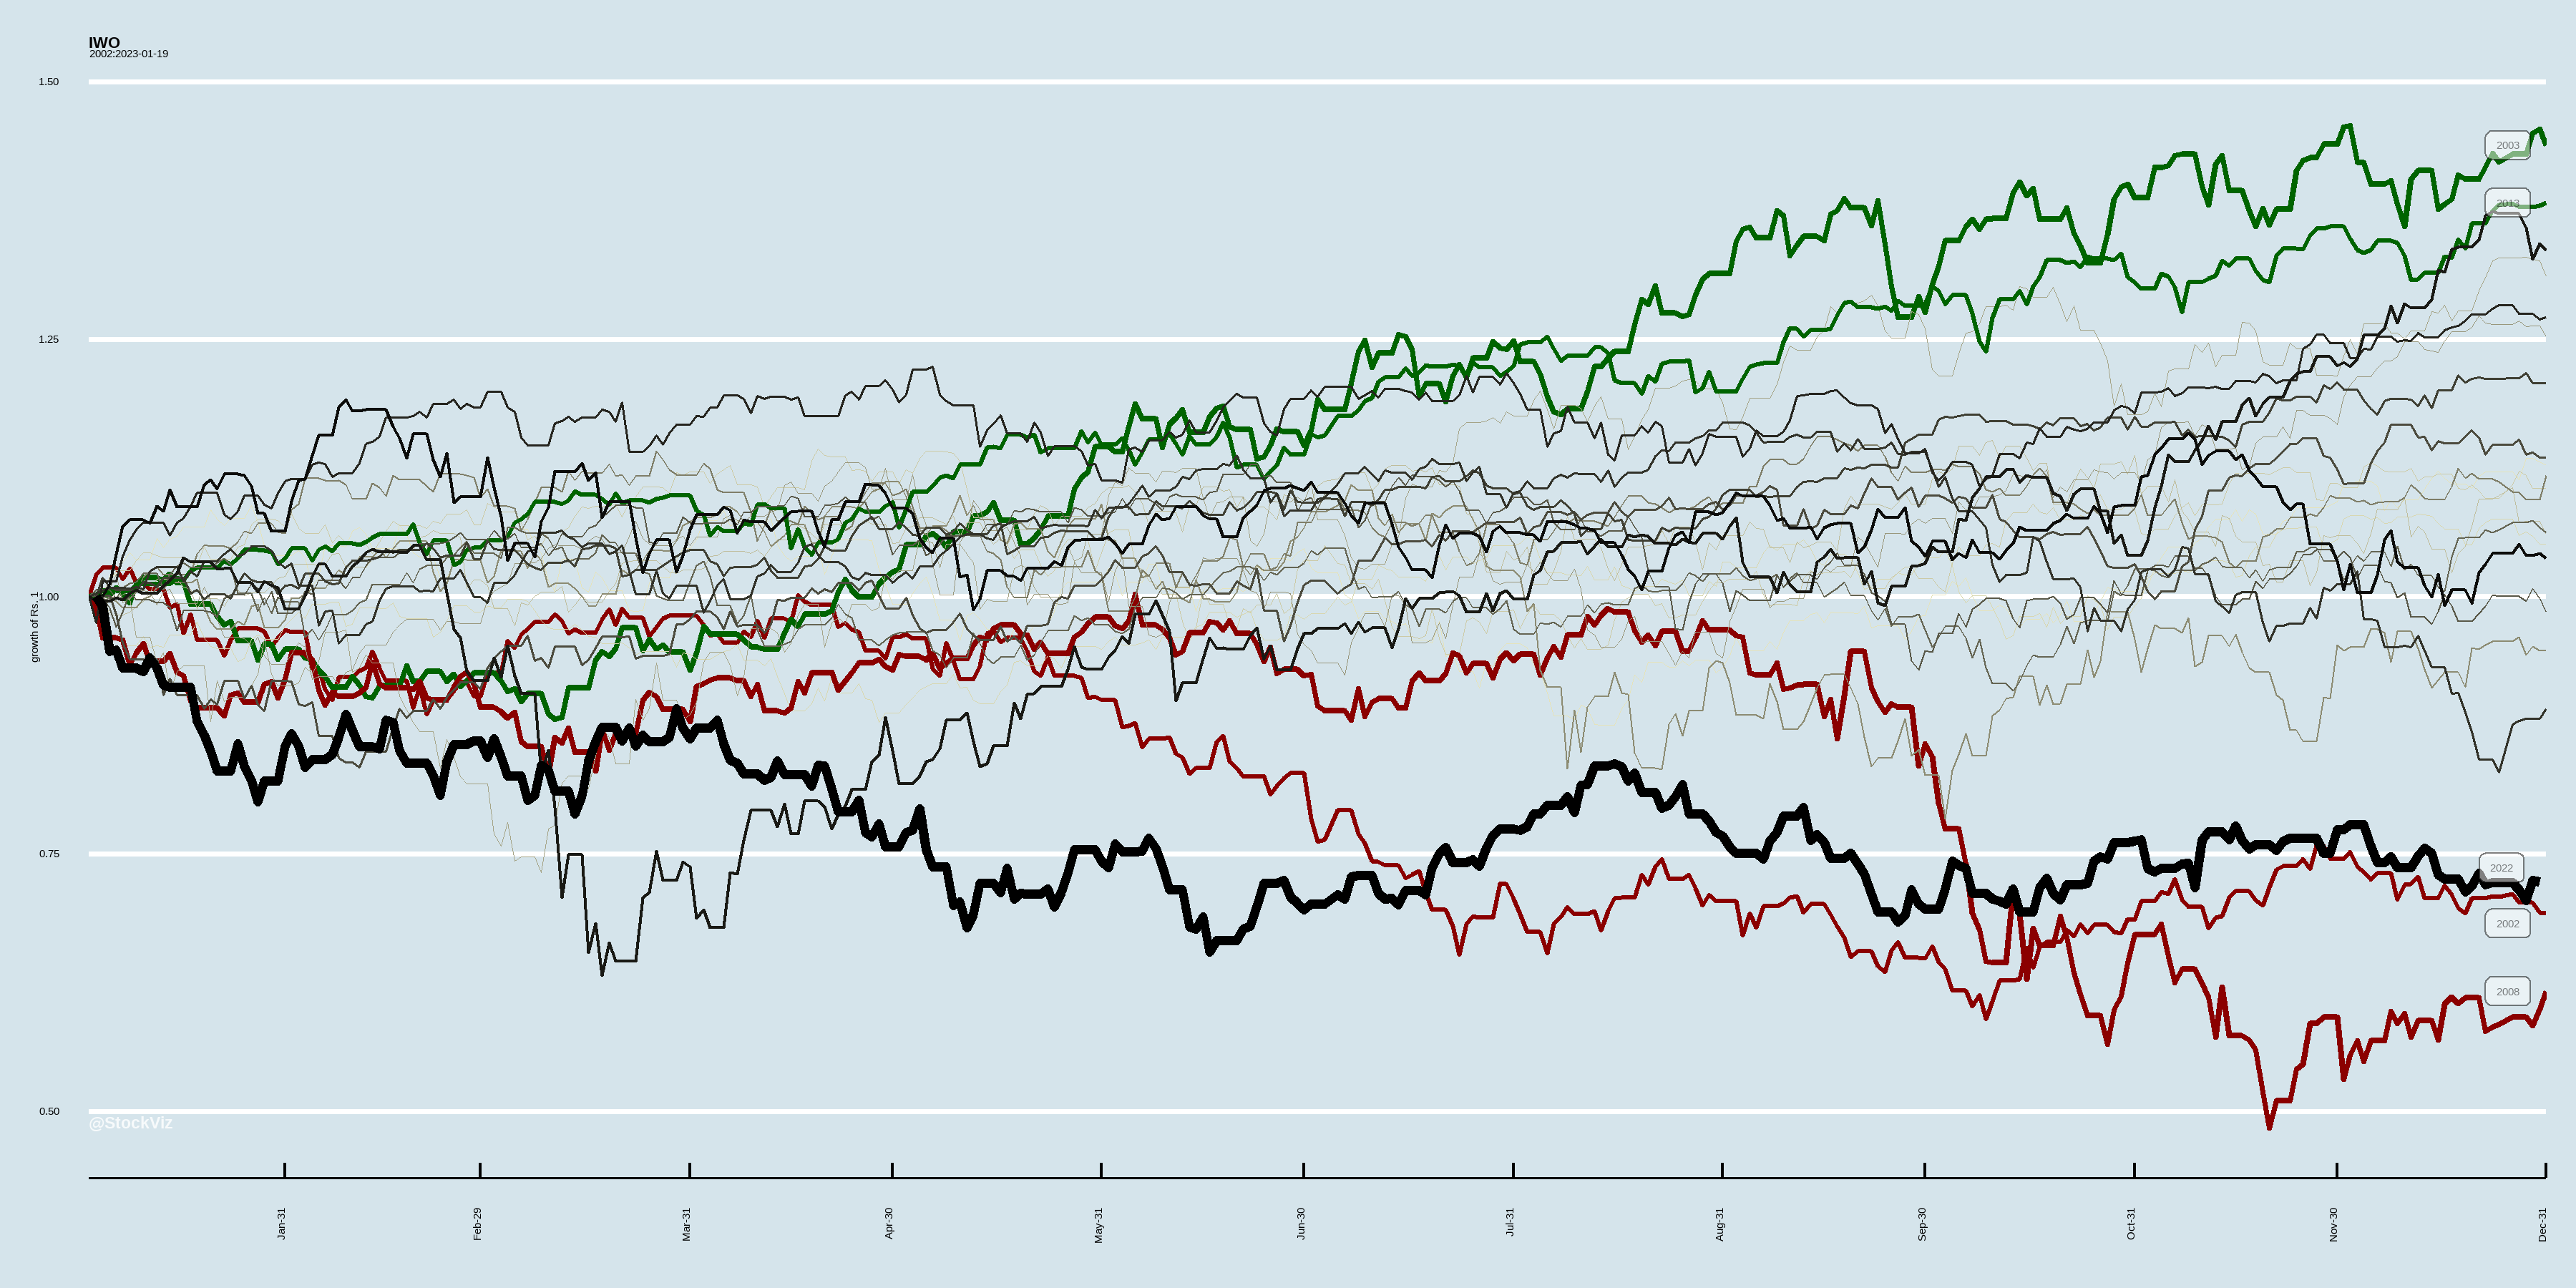 IWO
2002:2023-01-19
1.50
1.25
1.00
0.75
0.50
growth of Rs. 1
2003
2013
2022
2002
2008
@StockViz
Jan-31
Feb-29
Mar-31
Apr-30
May-31
Jun-30
Jul-31
Aug-31
Sep-30
Oct-31
Nov-30
Dec-31